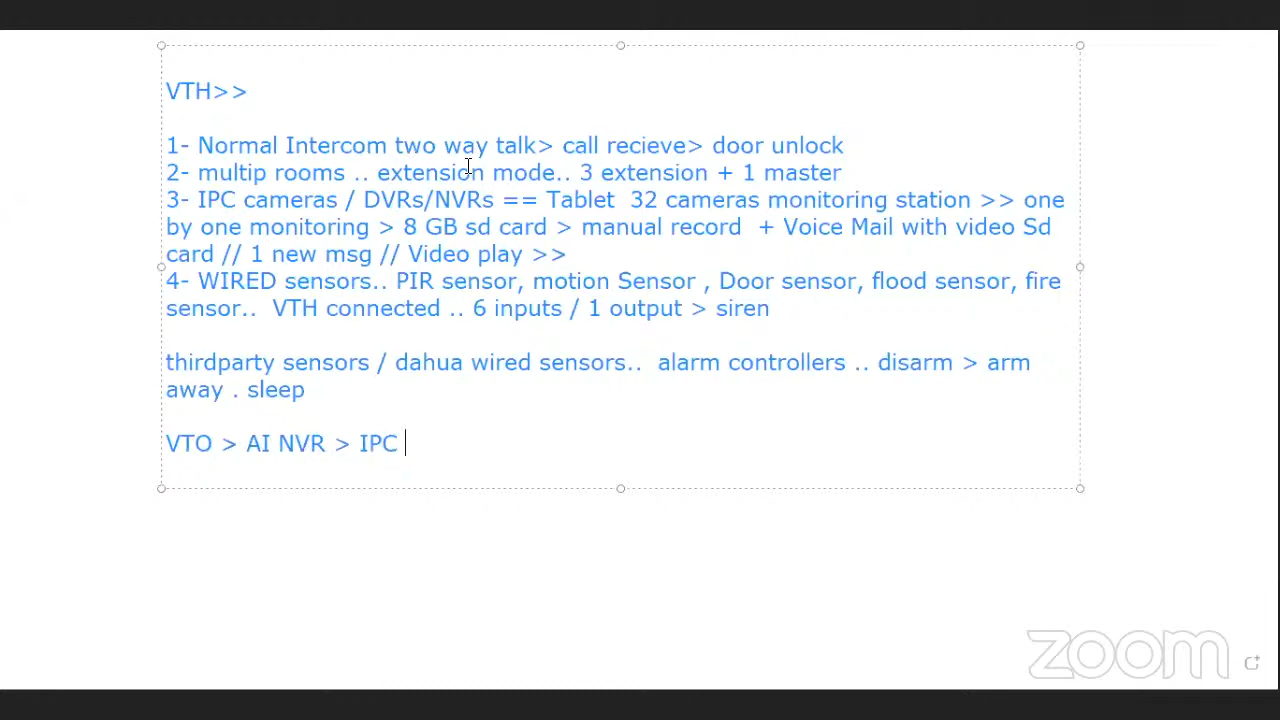 VTH>>
1- Normal Intercom two way talk> call recieve> door unlock
2- multip rooms .. extension mode.. 3 extension + 1 master
3- IPC cameras / DVRs/NVRs == Tablet  32 cameras monitoring station >> one
by one monitoring > 8 GB sd card > manual record  + Voice Mail with video Sd
card // 1 new msg // Video play >>
4- WIRED sensors.. PIR sensor, motion Sensor , Door sensor, flood sensor, fire
sensor..  VTH connected .. 6 inputs / 1 output > siren
thirdparty sensors / dahua wired sensors..  alarm controllers .. disarm > arm
away . sleep
VTO > AI NVR > IPC
zoom